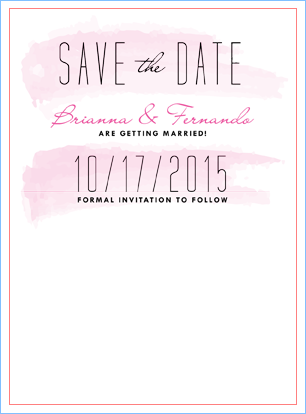 SAVE the DATE
Brianna & Fernando
ARE GETTING MARRIED!
10/17/2015
FORMAL INVITATION TO FOLLOW